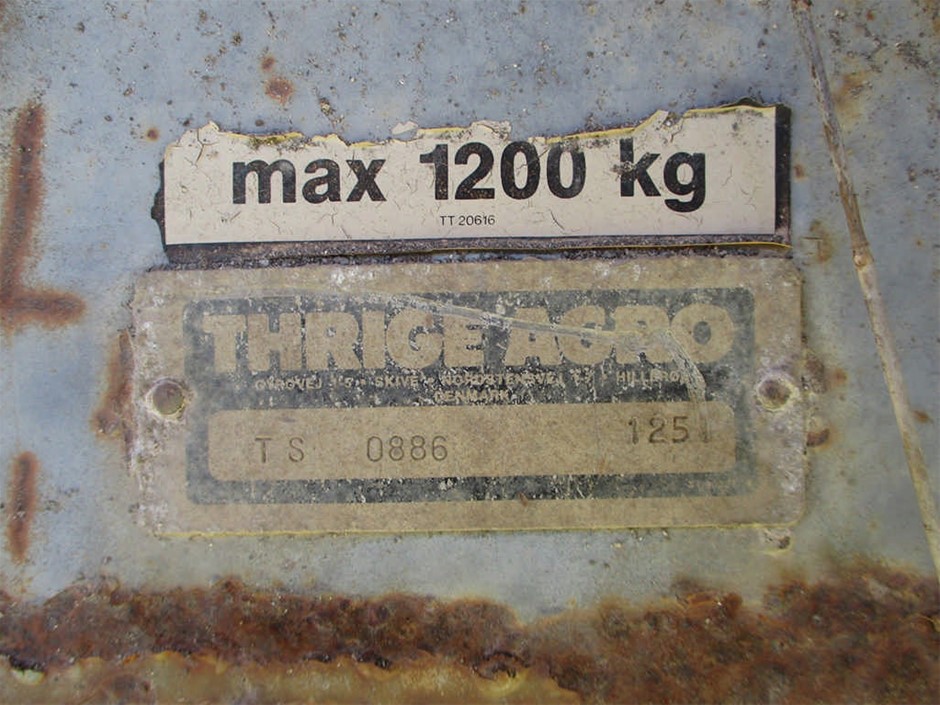 max 1200 kg
TT 20616
THRIGE AGRO
SKIVE
DENMARK
TS 0886 125